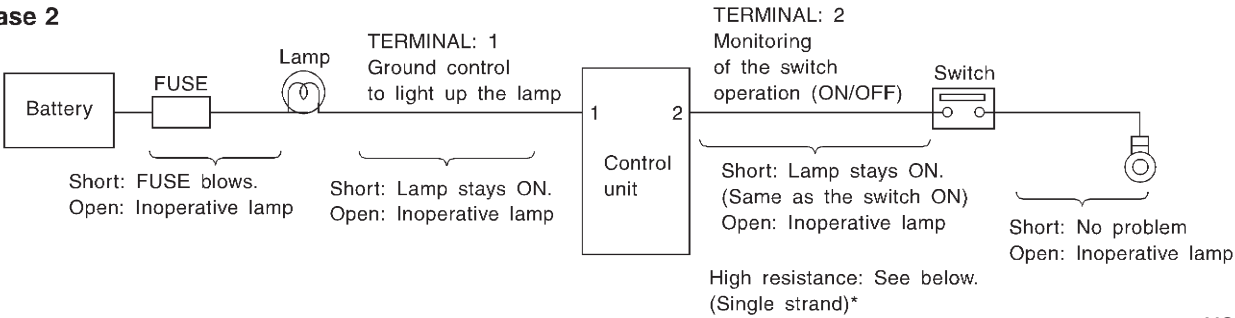 ase 2
Battery
FUSE
Lamp
TERMINAL: 1
Ground control
to light up the lamp
1
2
Control
unit
TERMINAL: 2
Monitoring
of the switch
operation (ON/OFF)
Switch
Short: FUSE blows.
Open: Inoperative lamp
Short: Lamp stays ON.
Open: Inoperative lamp
Short: Lamp stays ON.
(Same as the switch ON)
Open: Inoperative lamp
High resistance: See below.
(Single strand)*
Short: No problem
Open: Inoperative lamp